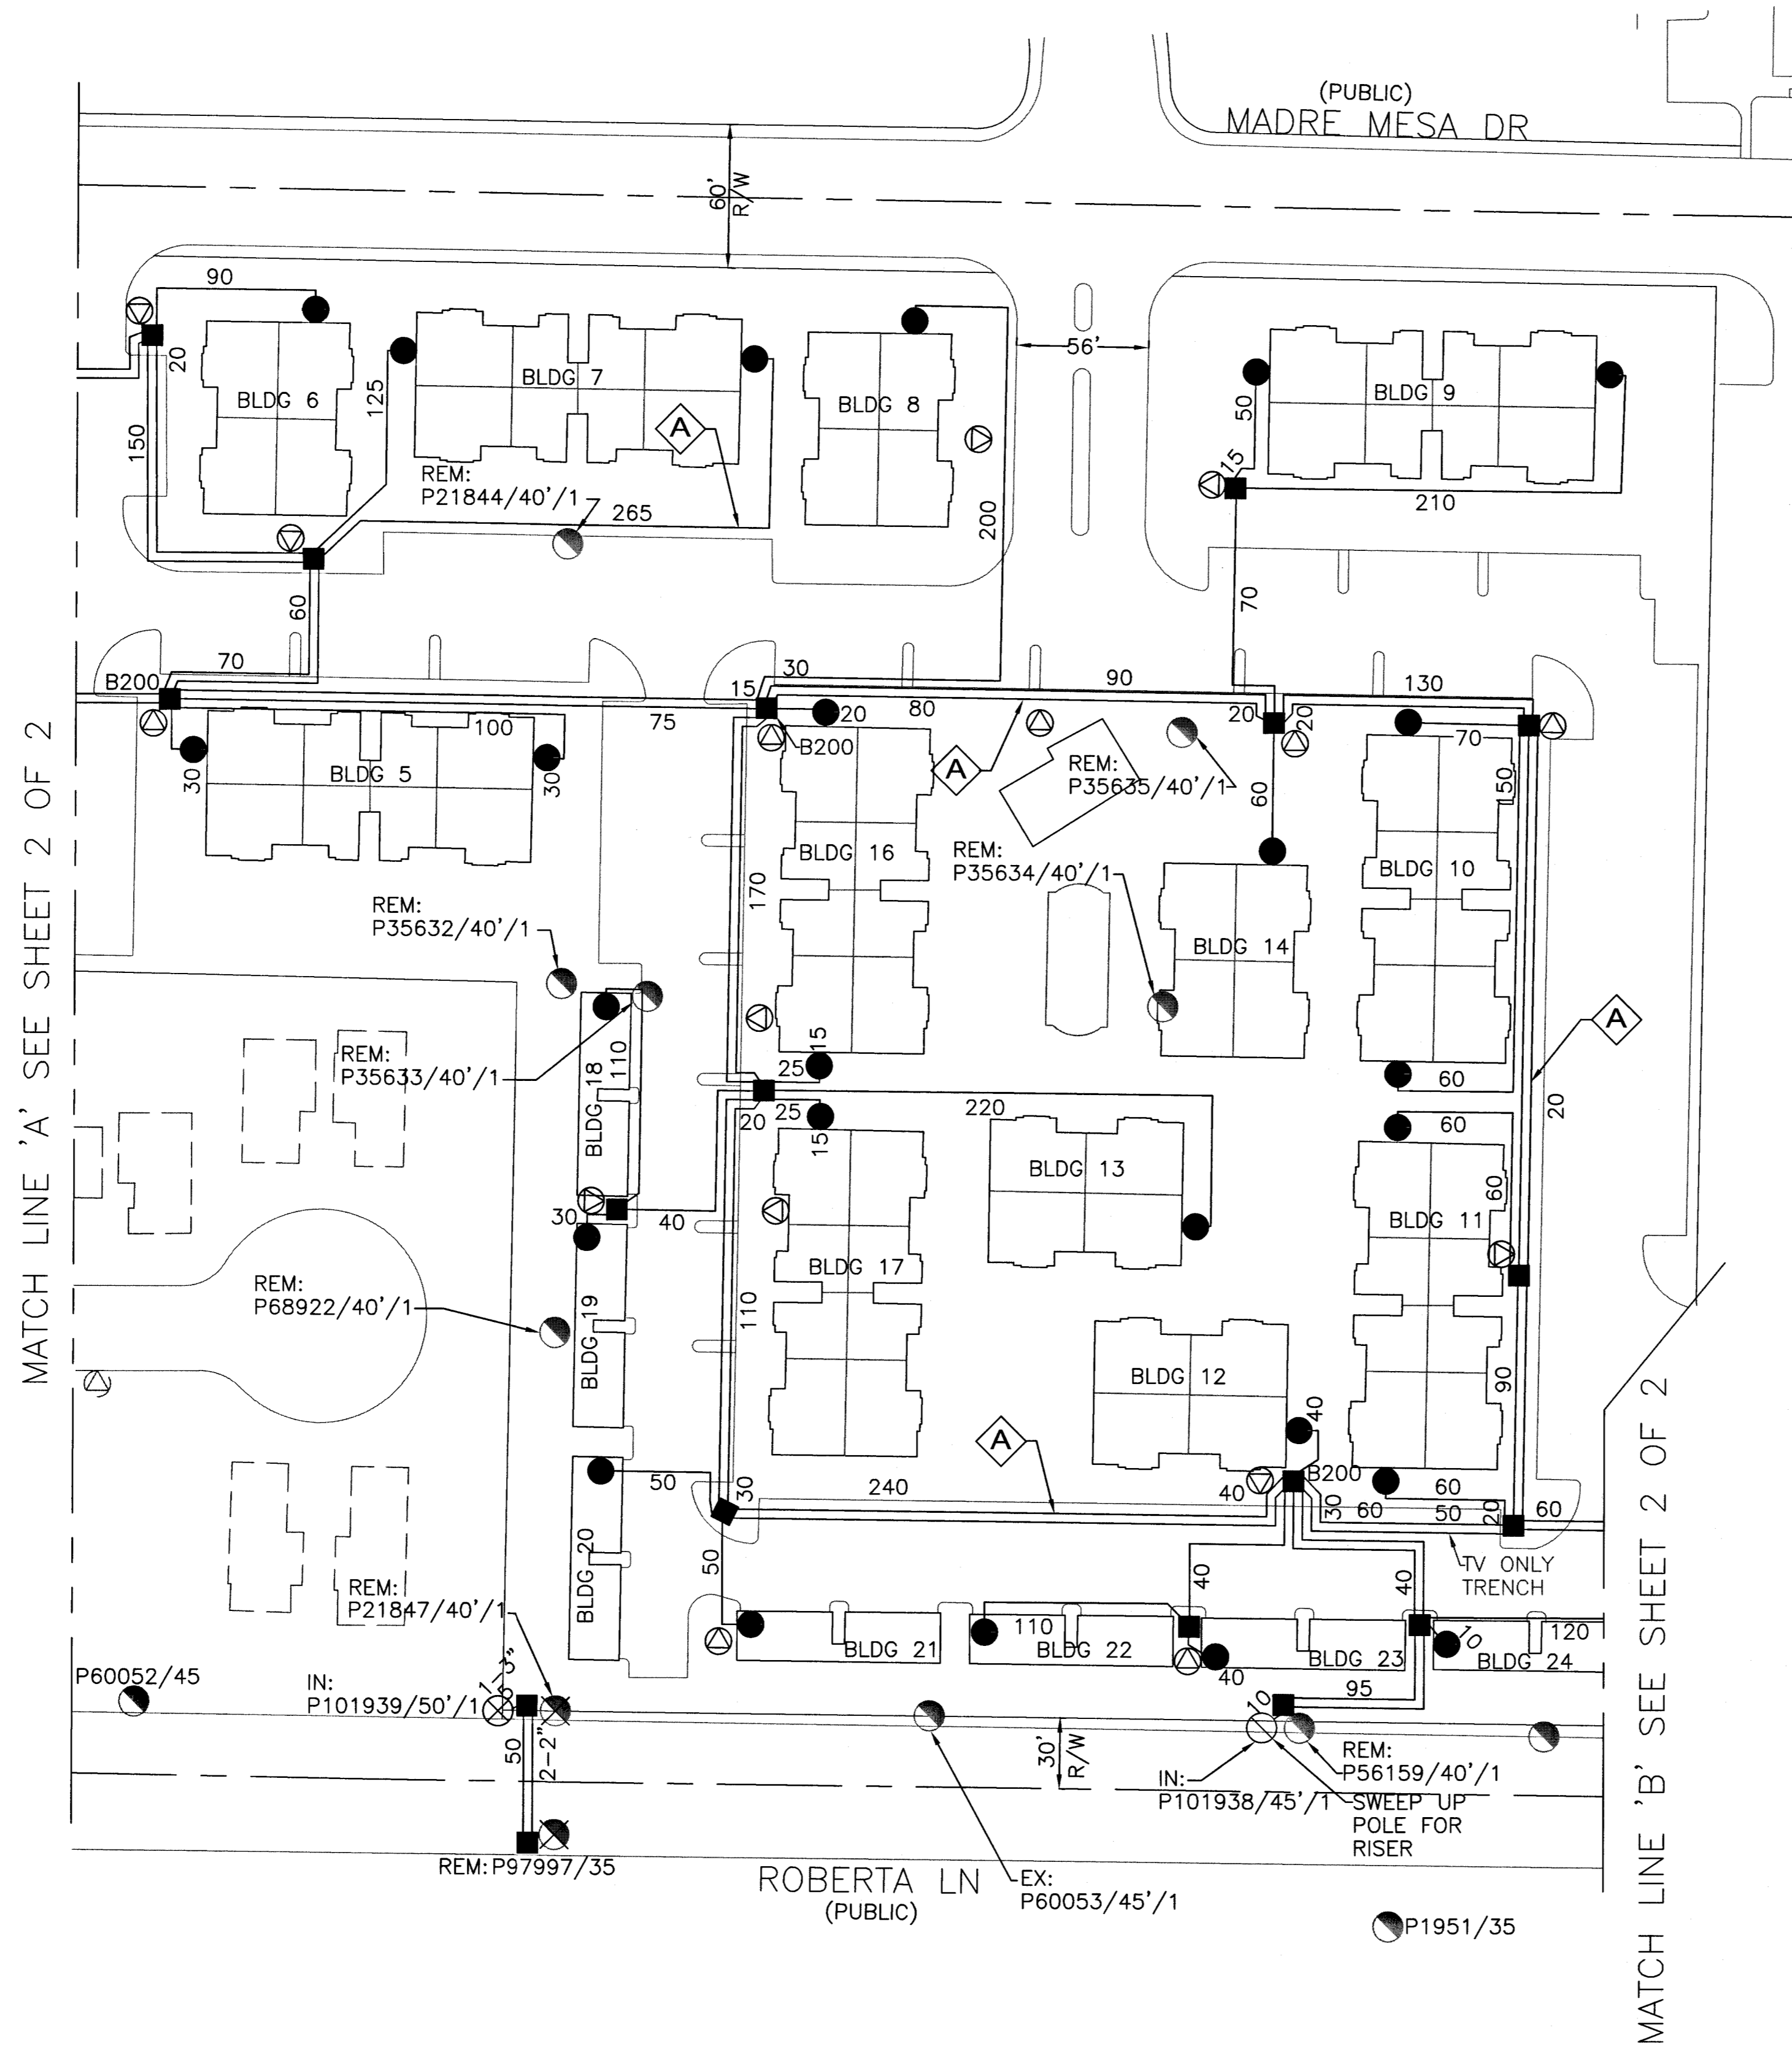 (PUBLIC)
MADRE MESA DR
60'
R/W
90
20
150
BLDG 6
125
BLDG 7
A
BLDG 8
56'
BLDG 9
50
15
210
REM:
P21844/40'/1
265
200
60
70
70
B200
30
15
90
130
100
75
20
80
20
20
70
B200
30
BLDG 5
30
A
REM:
P35635/40'/1
60
150
BLDG 16
REM:
P35634/40'/1
BLDG 10
170
REM:
P35632/40'/1
BLDG 14
A
MATCH LINE 'A' SEE SHEET 2 OF 2
REM:
P35633/40'/1
110
BLDG 18
15
25
60
20
25
20
15
220
60
BLDG 13
60
30
40
BLDG 11
BLDG 17
REM:
P68922/40'/1
BLDG 19
110
BLDG 12
90
40
A
B200
50
30
240
40
30
60
60
50
20
60
TV ONLY
TRENCH
BLDG 20
50
40
40
REM:
P21847/40'/1
BLDG 21
110
BLDG 22
40
BLDG 23
10
120
BLDG 24
P60052/45
IN:
P101939/50'/1
1-3"
5
10
95
50
2-2"
30'
R/W
REM:
P56159/40'/1
IN:
P101938/45'/1
SWEEP UP
POLE FOR
RISER
REM:P97997/35
ROBERTA LN
(PUBLIC)
EX:
P60053/45'/1
P1951/35
MATCH LINE 'B' SEE SHEET 2 OF 2